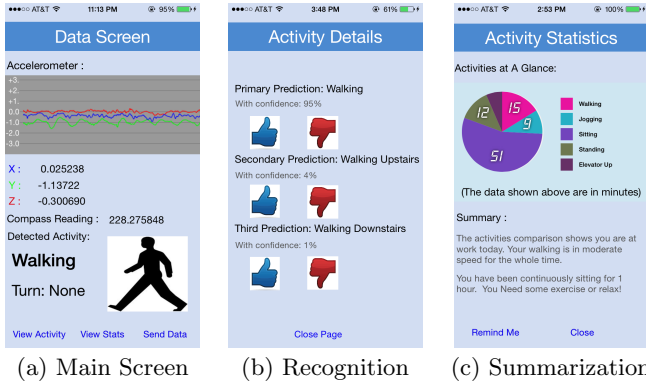 ●●●○○ AT&T 11:13 PM 95%
Data Screen
Accelerometer :
+3.
+2.
+1.
0.0
-1.0
-2.0
-3.0
X : 0.025238
Y : -1.13722
Z : -0.300690
Compass Reading : 228.275848
Detected Activity:
Walking
Turn: None
View Activity View Stats Send Data
(a) Main Screen
●●●○○ AT&T 3:48 PM 61%
Activity Details
Primary Prediction: Walking
With confidence: 95%
Secondary Prediction: Walking Upstairs
With confidence: 4%
Third Prediction: Walking Downstairs
With confidence: 1%
Close Page
(b) Recognition
●●●○○ AT&T 2:53 PM 100%
Activity Statistics
Activities at A Glance:
15
9
51
12
Walking
Jogging
Sitting
Standing
Elevator Up
(The data shown above are in minutes)
Summary :
The activities comparison shows you are at
work today. Your walking is in moderate
speed for the whole time.
You have been continuously sitting for 1
hour. You Need some exercise or relax!
Remind Me Close
(c) Summarization